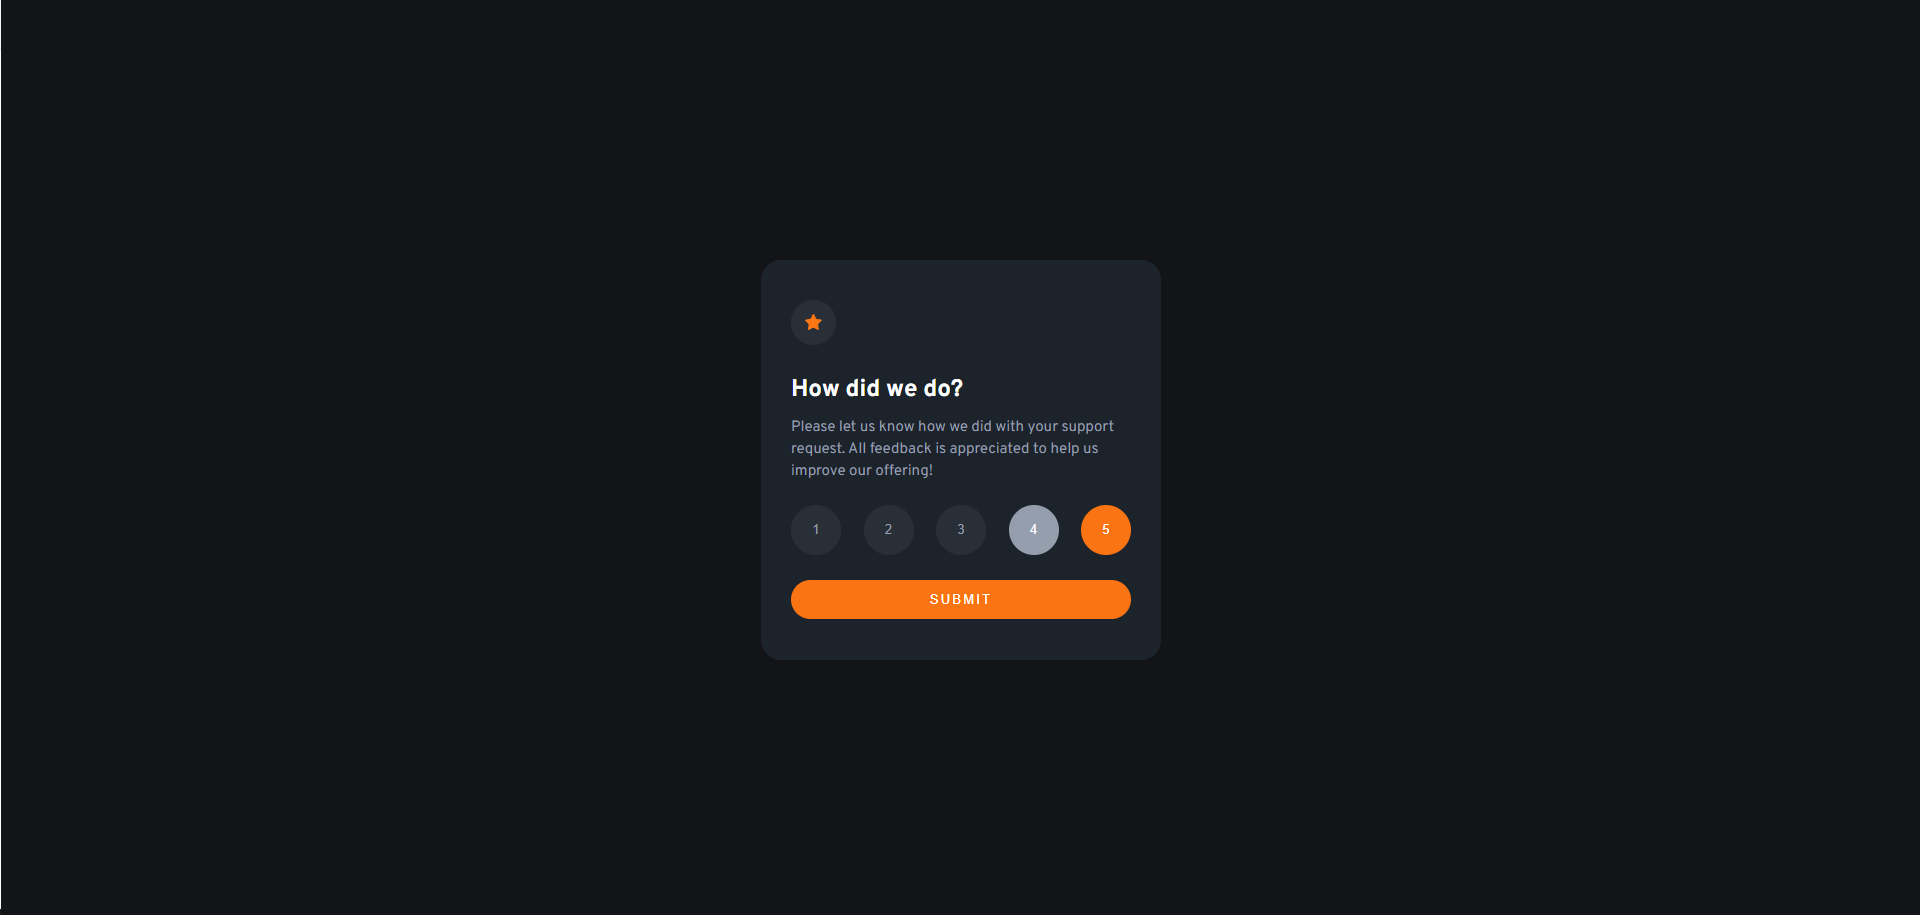 How did we do?
Please let us know how we did with your support
request. All feedback is appreciated to help us
improve our offering!
1 2 3 4 5
SUBMIT